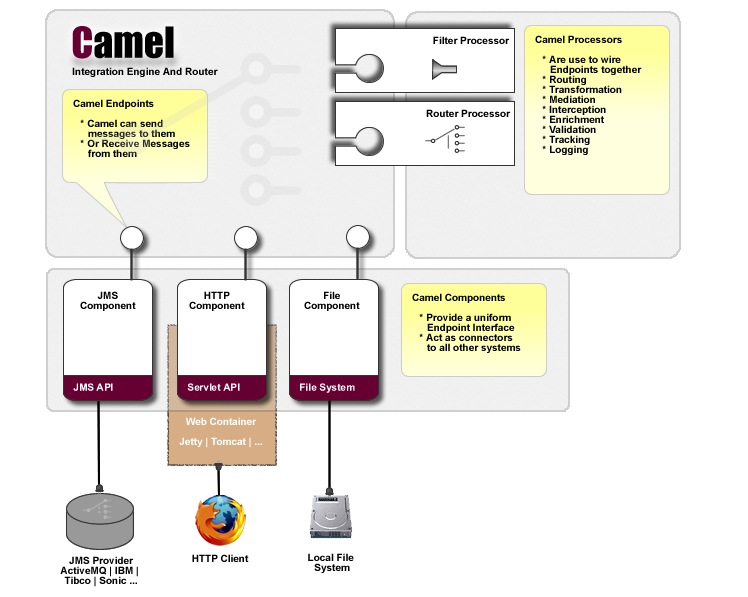 Camel
Integration Engine And Router
Camel Endpoints
* Camel can send
messages to them
* Or Receive Messages
from them
Filter Processor
Router Processor
Camel Processors
* Are use to wire
Endpoints together
* Routing
* Transformation
* Mediation
* Interception
* Enrichment
* Validation
* Tracking
* Logging
JMS
Component
JMS API
HTTP
Component
Servlet API
File
Component
File System
Camel Components
* Provide a uniform
Endpoint Interface
* Act as connectors
to all other systems
Web Container
Jetty | Tomcat | ...
JMS Provider
ActiveMQ | IBM |
Tibco | Sonic ...
HTTP Client
Local File
System